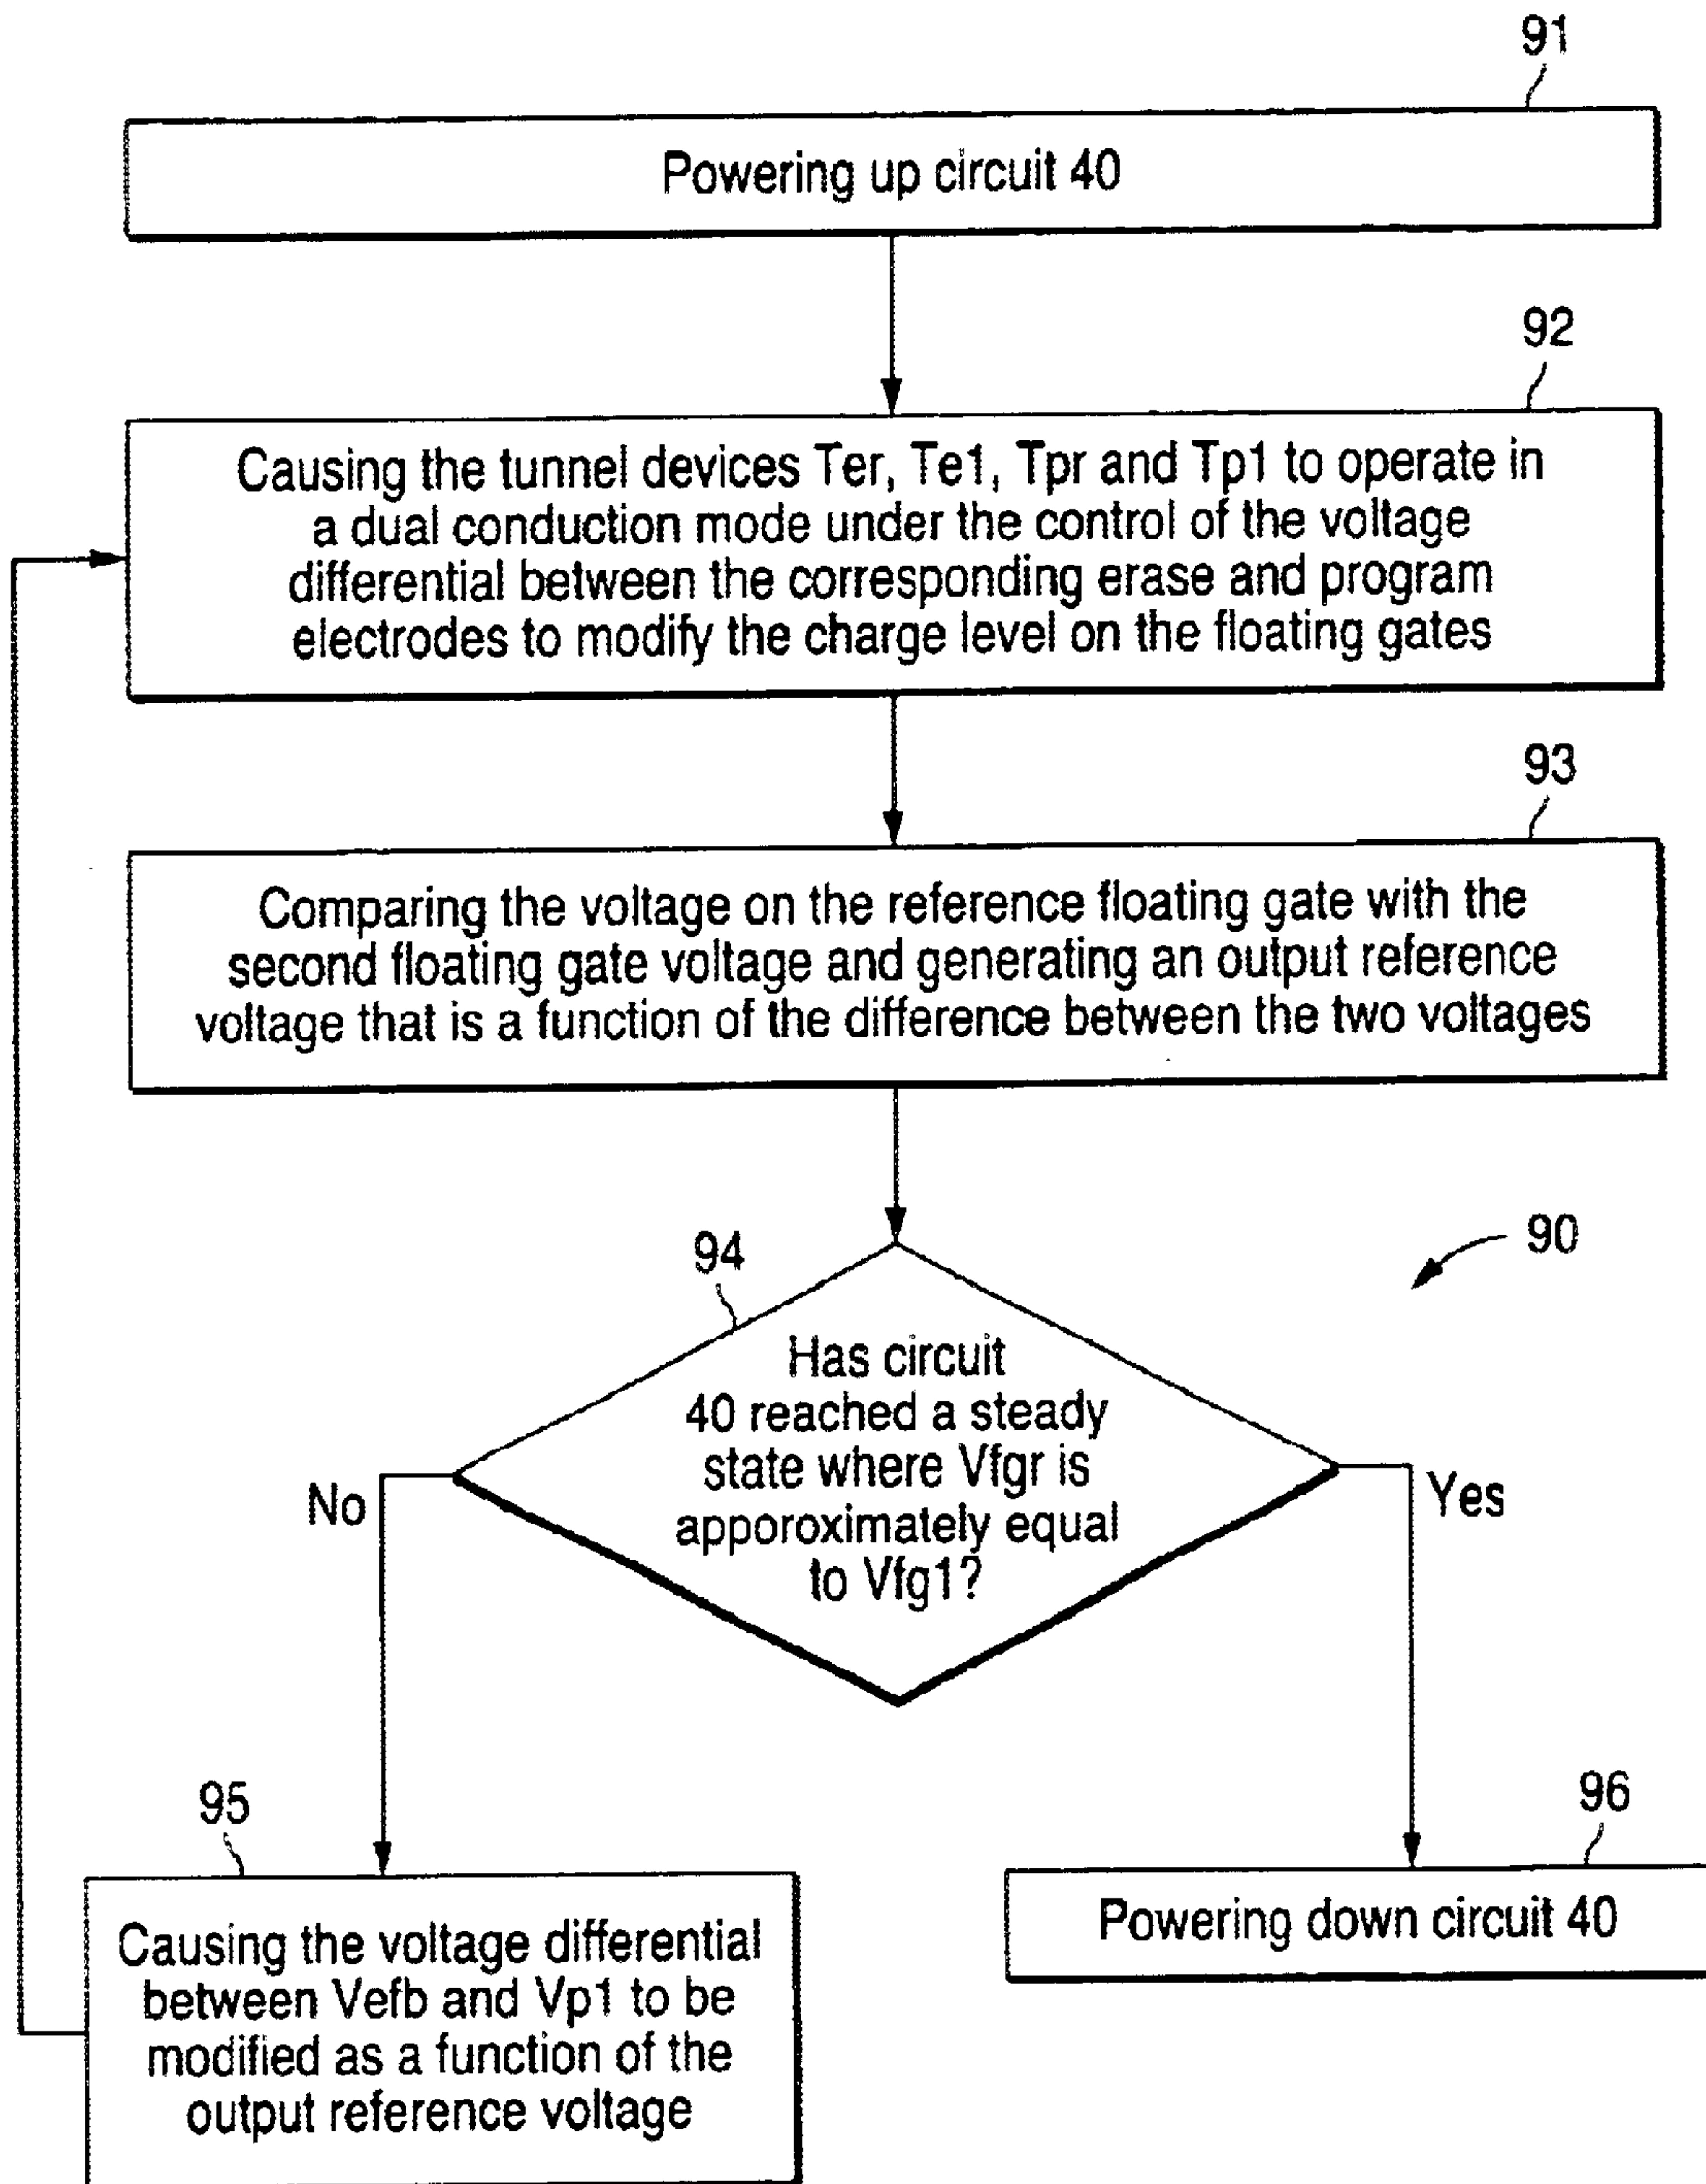 91
Powering up circuit 40
92
Causing the tunnel devices Ter, Te1, Tpr and Tp1 to operate in
a dual conduction mode under the control of the voltage
differential between the corresponding erase and program
electrodes to modify the charge level on the floating gates
93
Comparing the voltage on the reference floating gate with the
second floating gate voltage and generating an output reference
voltage that is a function of the difference between the two voltages
90
94
Has circuit
40 reached a steady
state where Vfgr is
apporoximately equal
to Vfg1?
No
Yes
95
Causing the voltage differential
between Vefb and Vp1 to be
modified as a function of the
output reference voltage
96
Powering down circuit 40